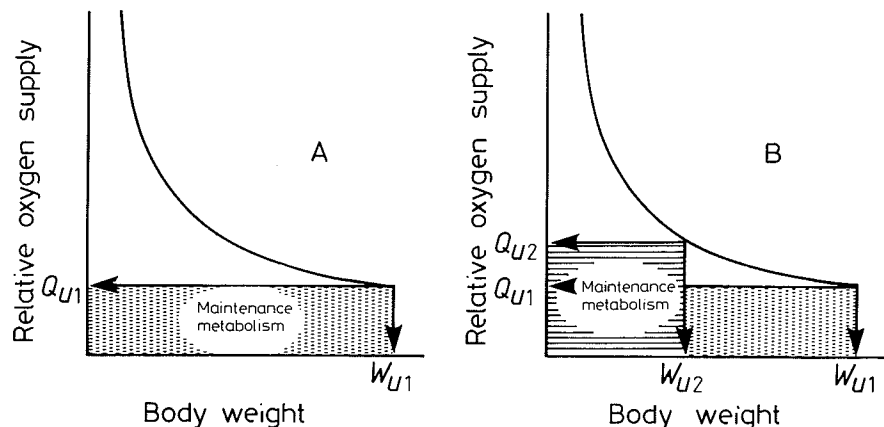 Relative oxygen supply
A
Q_U1
Maintenance
metabolism
W_U1
Body weight
Relative oxygen supply
B
Q_U2
Q_U1
Maintenance
metabolism
W_U2
W_U1
Body weight